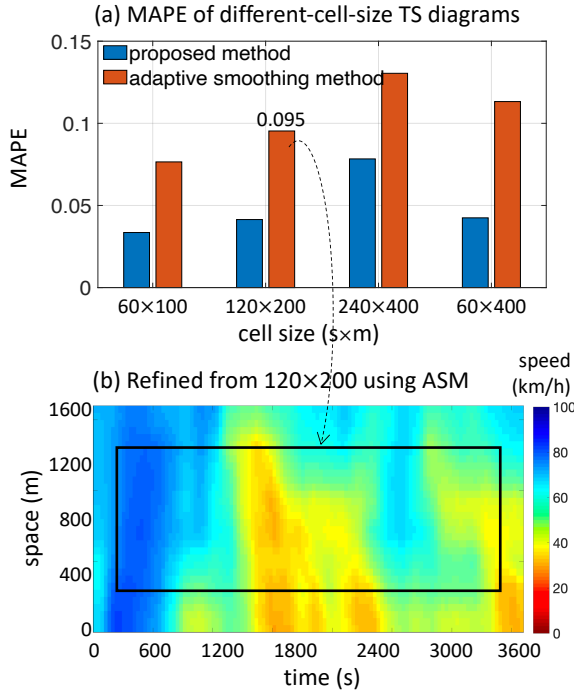 (a) MAPE of different-cell-size TS diagrams
0.15
proposed method
adaptive smoothing method
0.1
0.095
MAPE
0.05
0
60×100 120×200 240×400 60×400
cell size (s×m)
speed
(km/h)
(b) Refined from 120×200 using ASM
1600
1200
800
400
0
space (m)
100
80
60
40
20
0
0 600 1200 1800 2400 3000 3600
time (s)